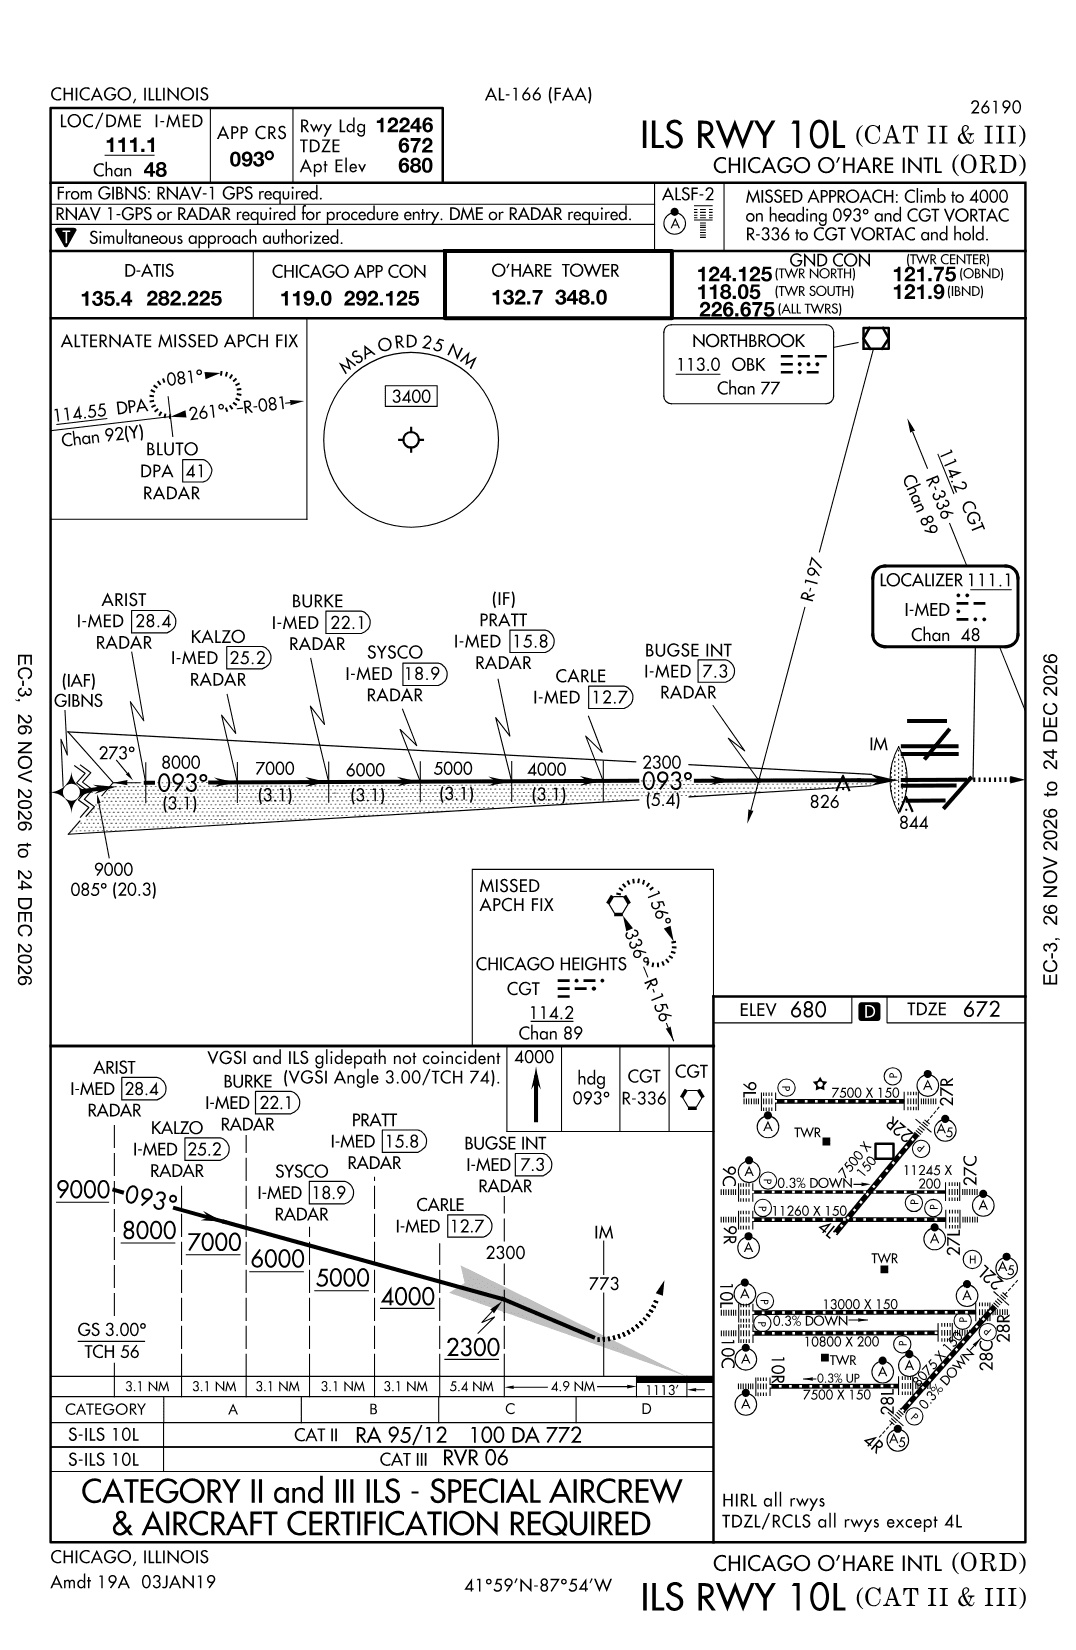 CHICAGO, ILLINOIS
AL-166 (FAA)
26190
LOC/DME I-MED
111.1
Chan 48
APP CRS
093°
Rwy Ldg 12246
TDZE 672
Apt Elev 680
ILS RWY 10L (CAT II & III)
CHICAGO O'HARE INTL (ORD)
From GIBNS: RNAV-1 GPS required.
RNAV 1-GPS or RADAR required for procedure entry. DME or RADAR required.
T Simultaneous approach authorized.
ALSF-2
A
MISSED APPROACH: Climb to 4000
on heading 093° and CGT VORTAC
R-336 to CGT VORTAC and hold.
D-ATIS
135.4 282.225
CHICAGO APP CON
119.0 292.125
O'HARE TOWER
132.7 348.0
GND CON
124.125 (TWR NORTH)
118.05 (TWR SOUTH)
226.675 (ALL TWRS)
(TWR CENTER)
121.75 (OBND)
121.9 (IBND)
ALTERNATE MISSED APCH FIX
081°
261°
R-081
114.55 DPA
Chan 92(Y)
BLUTO
DPA 41
RADAR
MSA ORD 25 NM
3400
NORTHBROOK
113.0 OBK
Chan 77
R-197
114.2 CGT
R-336
Chan 89
LOCALIZER 111.1
I-MED
Chan 48
(IAF)
GIBNS
ARIST
I-MED 28.4
RADAR
KALZO
I-MED 25.2
RADAR
BURKE
I-MED 22.1
RADAR
SYSCO
I-MED 18.9
RADAR
(IF)
PRATT
I-MED 15.8
RADAR
CARLE
I-MED 12.7
BUGSE INT
I-MED 7.3
RADAR
IM
273°
8000
093°
(3.1)
7000
(3.1)
6000
(3.1)
5000
(3.1)
4000
(3.1)
2300
093°
(5.4)
826
844
9000
085° (20.3)
EC-3, 26 NOV 2026 to 24 DEC 2026
EC-3, 26 NOV 2026 to 24 DEC 2026
MISSED
APCH FIX
156°
336°
R-156
CHICAGO HEIGHTS
CGT
114.2
Chan 89
ELEV 680
D
TDZE 672
VGSI and ILS glidepath not coincident
(VGSI Angle 3.00/TCH 74).
4000
hdg
093°
CGT
R-336
CGT
ARIST
I-MED 28.4
RADAR
KALZO
I-MED 25.2
RADAR
BURKE
I-MED 22.1
RADAR
SYSCO
I-MED 18.9
RADAR
PRATT
I-MED 15.8
RADAR
CARLE
I-MED 12.7
BUGSE INT
I-MED 7.3
RADAR
2300
IM
773
9000
093°
8000
7000
6000
5000
4000
2300
GS 3.00°
TCH 56
3.1 NM
3.1 NM
3.1 NM
3.1 NM
3.1 NM
5.4 NM
4.9 NM
1113'
CATEGORY A B C D
S-ILS 10L CAT II RA 95/12 100 DA 772
S-ILS 10L CAT III RVR 06
CATEGORY II and III ILS - SPECIAL AIRCREW
& AIRCRAFT CERTIFICATION REQUIRED
9L
7500 X 150
27R
TWR
22R
7500 X
150
4L
9C
0.3% DOWN
11245 X
200
27C
9R
11260 X 150
27L
TWR
22L
10L
13000 X 150
28R
0.3% DOWN
10C
10800 X 200
28C
TWR
10R
0.3% UP
7500 X 150
28L
8075 X 150
0.3% DOWN
4R
HIRL all rwys
TDZL/RCLS all rwys except 4L
CHICAGO, ILLINOIS
Amdt 19A 03JAN19
41°59'N-87°54'W
CHICAGO O'HARE INTL (ORD)
ILS RWY 10L (CAT II & III)